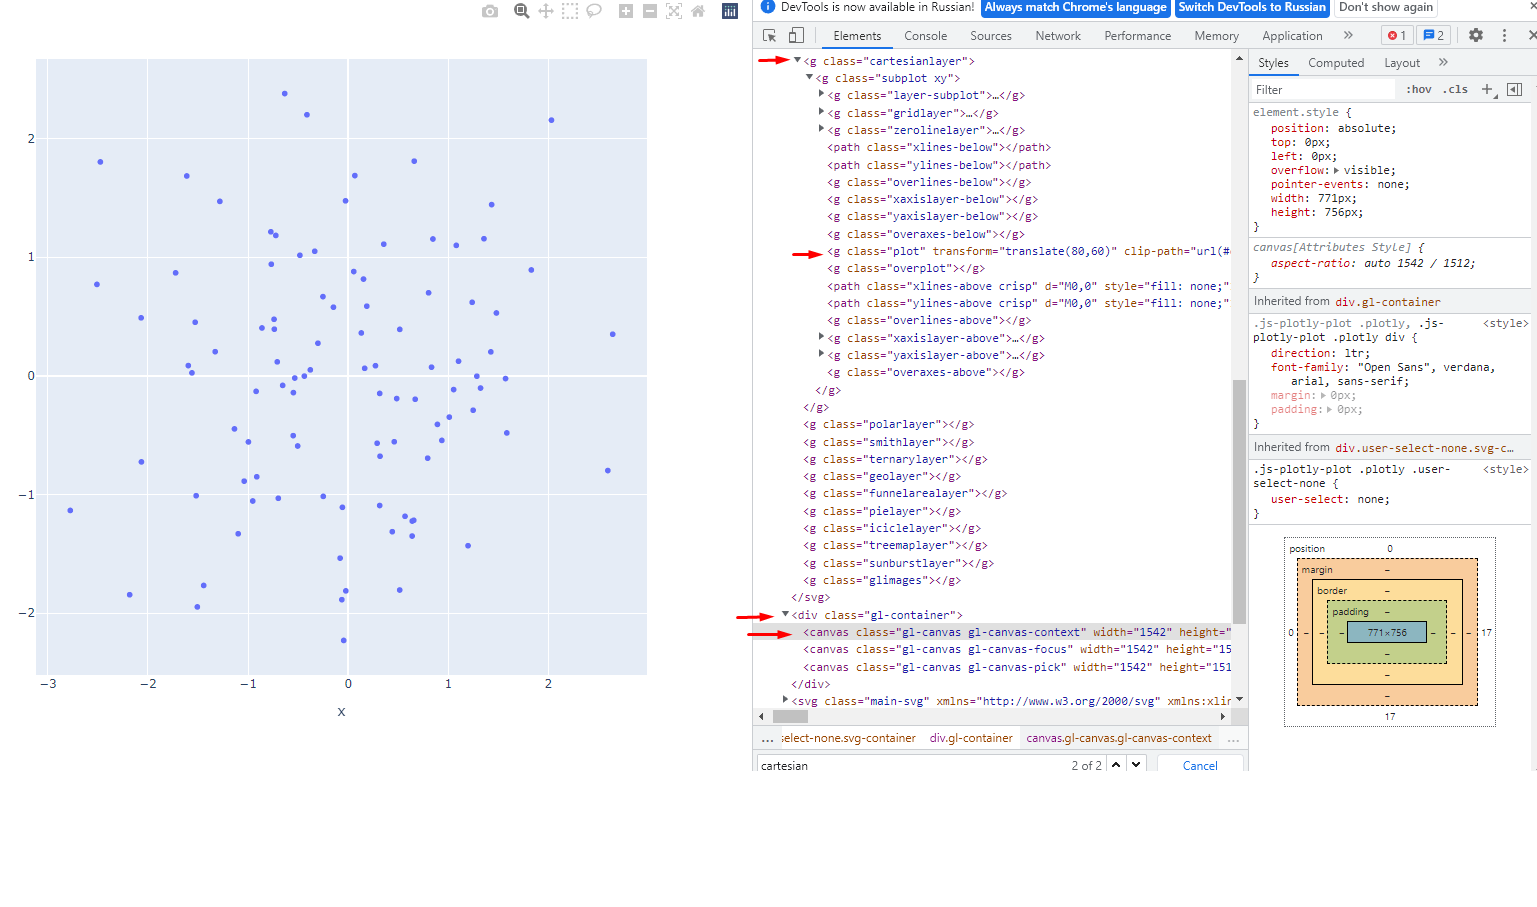 2
1
0
−1
−2
−3
−2
−1
0
1
2
x
DevTools is now available in Russian!
Always match Chrome's language
Switch DevTools to Russian
Don't show again
Elements
Console
Sources
Network
Performance
Memory
Application
1
2
<g class="cartesianlayer">
<g class="subplot xy">
<g class="layer-subplot">…</g>
<g class="gridlayer">…</g>
<g class="zerolinelayer">…</g>
<path class="xlines-below"></path>
<path class="ylines-below"></path>
<g class="overlines-below"></g>
<g class="xaxislayer-below"></g>
<g class="yaxislayer-below"></g>
<g class="overaxes-below"></g>
<g class="plot" transform="translate(80,60)" clip-path="url(#
<g class="overplot"></g>
<path class="xlines-above crisp" d="M0,0" style="fill: none;"
<path class="ylines-above crisp" d="M0,0" style="fill: none;"
<g class="overlines-above"></g>
<g class="xaxislayer-above">…</g>
<g class="yaxislayer-above">…</g>
<g class="overaxes-above"></g>
</g>
</g>
<g class="polarlayer"></g>
<g class="smithlayer"></g>
<g class="ternarylayer"></g>
<g class="geolayer"></g>
<g class="funnelarealayer"></g>
<g class="pielayer"></g>
<g class="iciclelayer"></g>
<g class="treemaplayer"></g>
<g class="sunburstlayer"></g>
<g class="glimages"></g>
</svg>
<div class="gl-container">
<canvas class="gl-canvas gl-canvas-context" width="1542" height="
<canvas class="gl-canvas gl-canvas-focus" width="1542" height="15
<canvas class="gl-canvas gl-canvas-pick" width="1542" height="151
</div>
<svg class="main-svg" xmlns="http://www.w3.org/2000/svg" xmlns:xlin
... select-none.svg-container div.gl-container canvas.gl-canvas.gl-canvas-context ...
cartesian
2 of 2
Cancel
Styles
Computed
Layout
Filter
:hov .cls
element.style {
position: absolute;
top: 0px;
left: 0px;
overflow: visible;
pointer-events: none;
width: 771px;
height: 756px;
}
canvas[Attributes Style] {
aspect-ratio: auto 1542 / 1512;
}
Inherited from div.gl-container
.js-plotly-plot .plotly, .js- <style>
plotly-plot .plotly div {
direction: ltr;
font-family: "Open Sans", verdana,
arial, sans-serif;
margin: 0px;
padding: 0px;
}
Inherited from div.user-select-none.svg-c…
.js-plotly-plot .plotly .user- <style>
select-none {
user-select: none;
}
position 0
margin –
border –
padding –
0 – – – 771×756 – – – 17
–
–
–
17